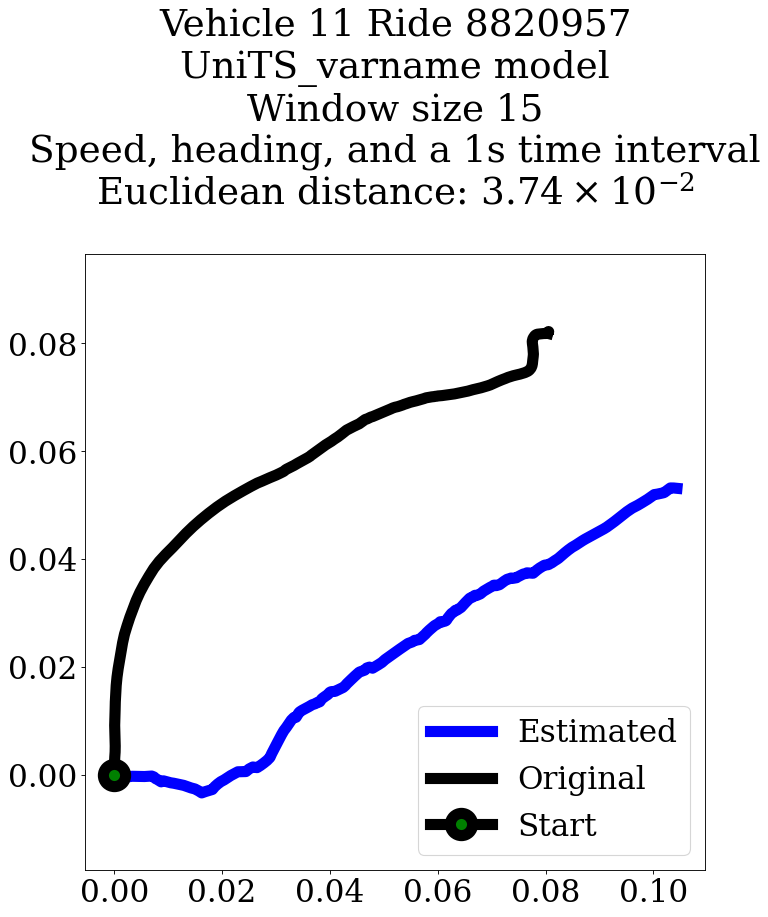 Vehicle 11 Ride 8820957
UniTS_varname model
Window size 15
Speed, heading, and a 1s time interval
Euclidean distance: 3.74 × 10⁻²
0.08
0.06
0.04
0.02
0.00
Estimated
Original
Start
0.00 0.02 0.04 0.06 0.08 0.10